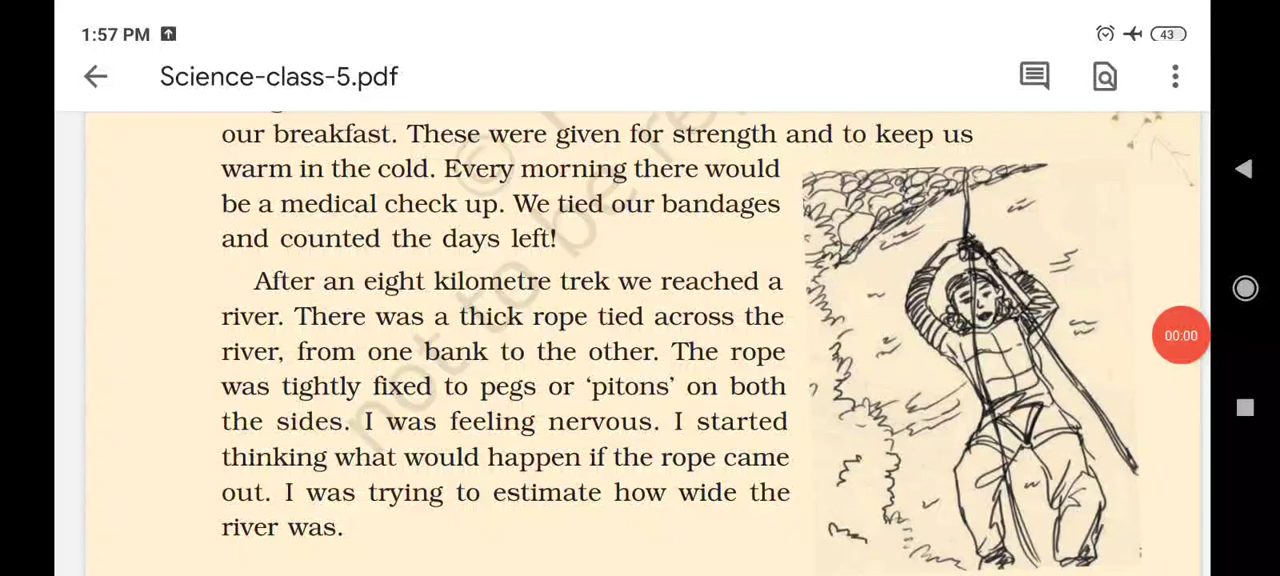 1:57 PM
43
Science-class-5.pdf
our breakfast. These were given for strength and to keep us
warm in the cold. Every morning there would
be a medical check up. We tied our bandages
and counted the days left!
After an eight kilometre trek we reached a
river. There was a thick rope tied across the
river, from one bank to the other. The rope
was tightly fixed to pegs or ‘pitons’ on both
the sides. I was feeling nervous. I started
thinking what would happen if the rope came
out. I was trying to estimate how wide the
river was.
00:00
©
not to be re